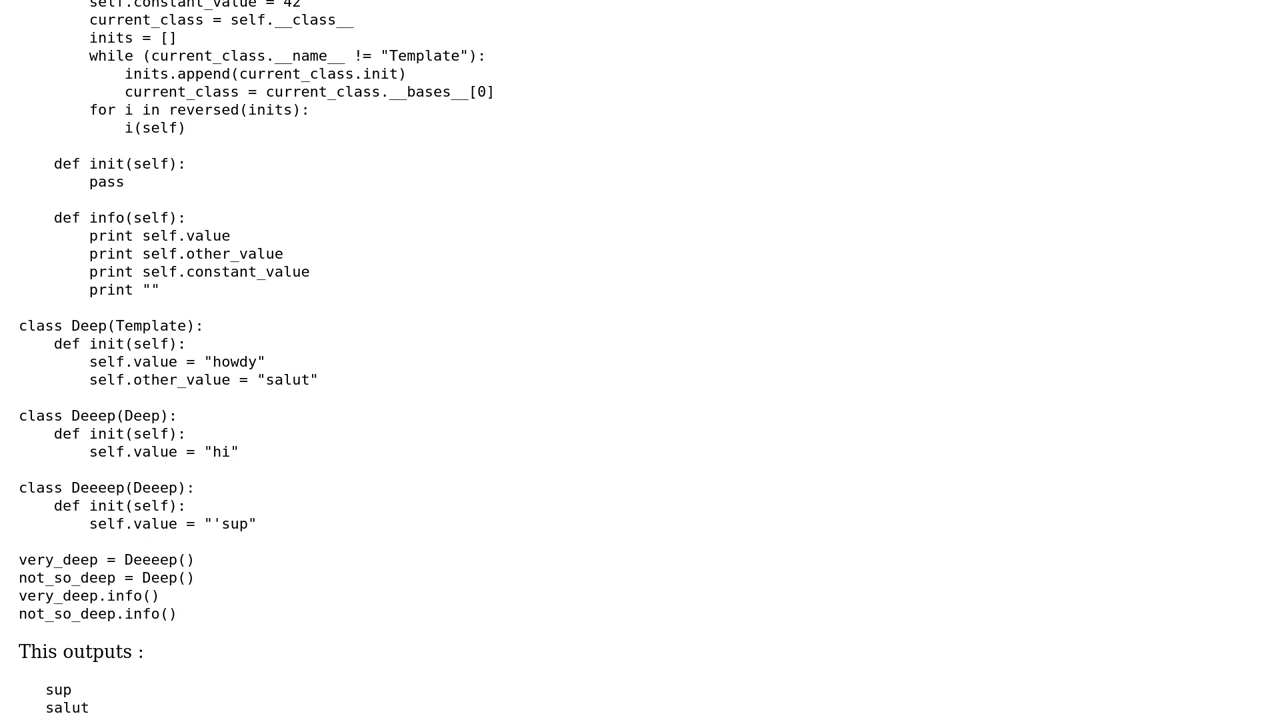 self.constant_value = 42
        current_class = self.__class__
        inits = []
        while (current_class.__name__ != "Template"):
            inits.append(current_class.init)
            current_class = current_class.__bases__[0]
        for i in reversed(inits):
            i(self)

    def init(self):
        pass

    def info(self):
        print self.value
        print self.other_value
        print self.constant_value
        print ""

class Deep(Template):
    def init(self):
        self.value = "howdy"
        self.other_value = "salut"

class Deeep(Deep):
    def init(self):
        self.value = "hi"

class Deeeep(Deeep):
    def init(self):
        self.value = "'sup"

very_deep = Deeeep()
not_so_deep = Deep()
very_deep.info()
not_so_deep.info()

This outputs :

   sup
   salut